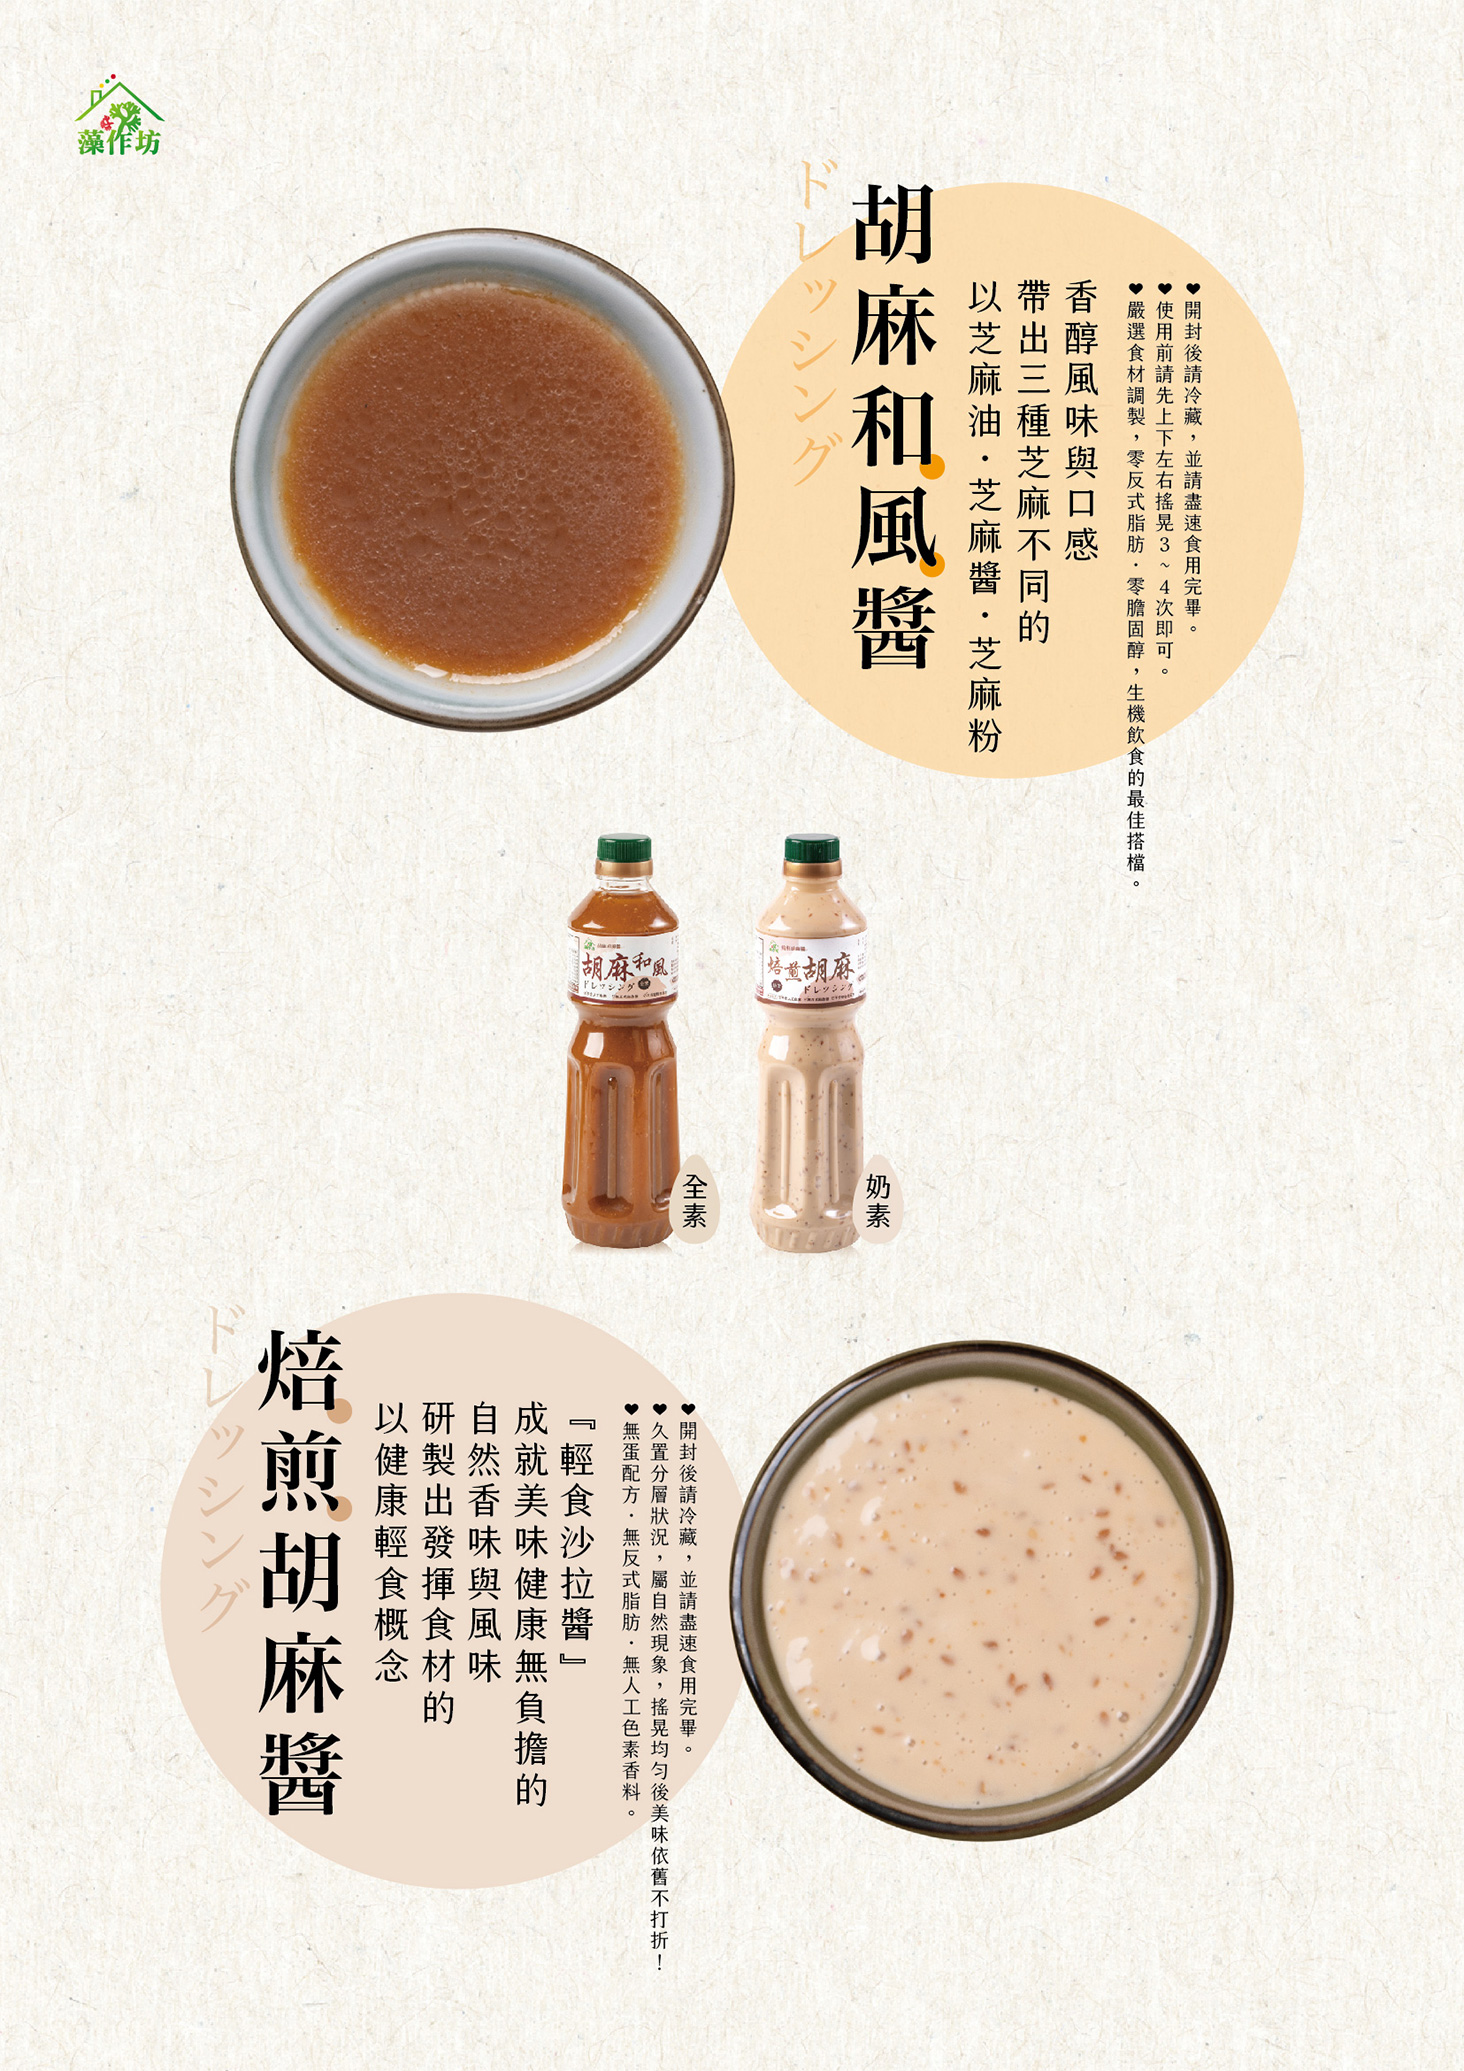 藻作坊
ドレッシング
胡麻和風醬
以芝麻油・芝麻醬・芝麻粉
帶出三種芝麻不同的
香醇風味與口感
♥嚴選食材調製，零反式脂肪・零膽固醇，生機飲食的最佳搭檔。
♥使用前請先上下左右搖晃3~4次即可。
♥開封後請冷藏，並請盡速食用完畢。
胡麻和風
ドレッシング
全素
焙煎胡麻
ドレッシング
奶素
ドレッシング
焙煎胡麻醬
以健康輕食概念
研製出發揮食材的
自然香味與風味
成就美味健康無負擔的
『輕食沙拉醬』
♥無蛋配方・無反式脂肪・無人工色素香料。
♥久置分層狀況，屬自然現象，搖晃均勻後美味依舊不打折！
♥開封後請冷藏，並請盡速食用完畢。